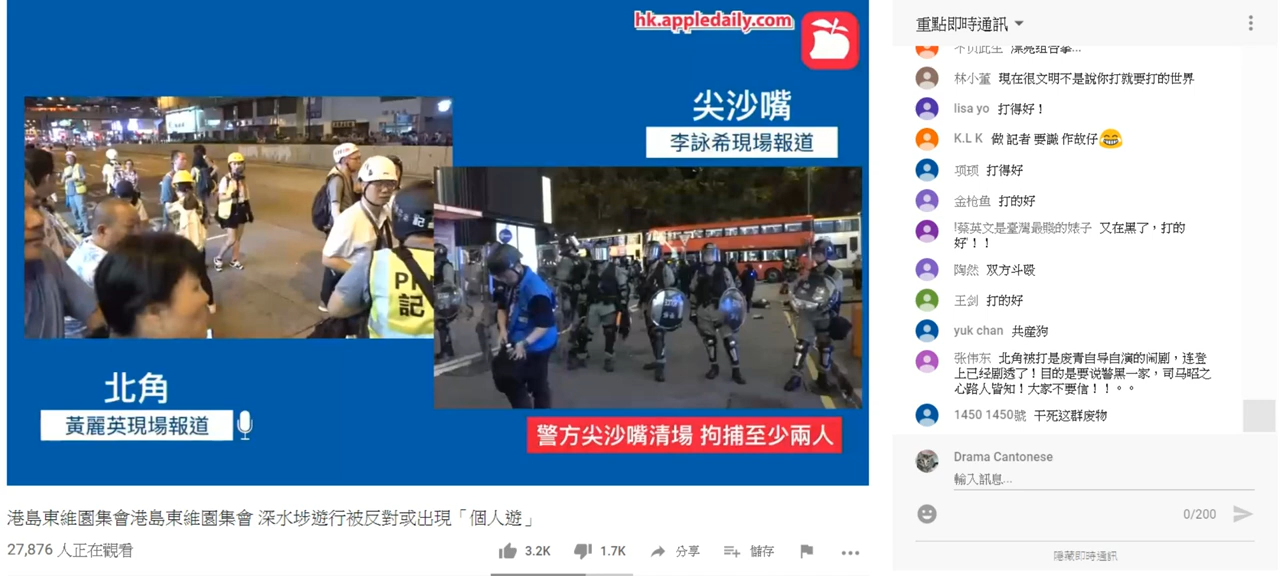 hk.appledaily.com
尖沙嘴
李詠希現場報道
記
PR
記
北角
黃麗英現場報道
警方尖沙嘴清場 拘捕至少兩人
港島東維園集會港島東維園集會 深水埗遊行被反對或出現「個人遊」
27,876 人正在觀看
3.2K
1.7K
分享
儲存
重點即時通訊
林小薑 現在很文明不是說你打就要打的世界
lisa yo 打得好！
K.L K 做 記者 要識 作故仔😂
项顼 打得好
金枪鱼 打的好
!蔡英文是臺灣最賤的婊子 又在黑了，打的
好！！
陶然 双方斗殴
王剑 打的好
yuk chan 共産狗
张伟东 北角被打是废青自导自演的闹剧，连登
上已经剧透了！目的是要说警黑一家，司马昭之
心路人皆知！大家不要信！！。。
1450 1450號 干死这群废物
Drama Cantonese
輸入訊息...
0/200
隱藏即時通訊